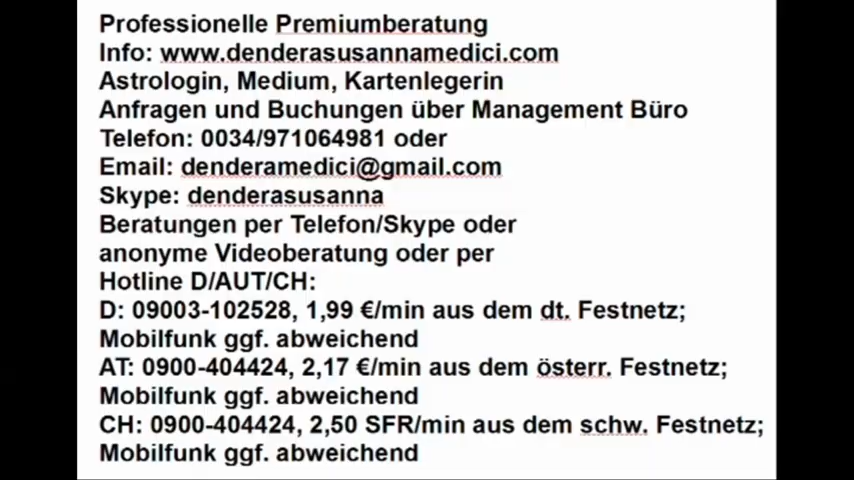 Professionelle Premiumberatung
Info: www.denderasusannamedici.com
Astrologin, Medium, Kartenlegerin
Anfragen und Buchungen über Management Büro
Telefon: 0034/971064981 oder
Email: denderamedici@gmail.com
Skype: denderasusanna
Beratungen per Telefon/Skype oder
anonyme Videoberatung oder per
Hotline D/AUT/CH:
D: 09003-102528, 1,99 €/min aus dem dt. Festnetz;
Mobilfunk ggf. abweichend
AT: 0900-404424, 2,17 €/min aus dem österr. Festnetz;
Mobilfunk ggf. abweichend
CH: 0900-404424, 2,50 SFR/min aus dem schw. Festnetz;
Mobilfunk ggf. abweichend